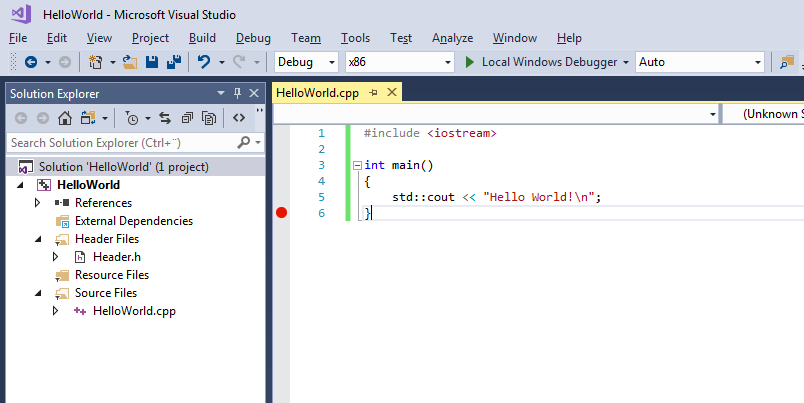 HelloWorld - Microsoft Visual Studio
File Edit View Project Build Debug Team Tools Test Analyze Window Help
Debug x86 Local Windows Debugger Auto
Solution Explorer
Search Solution Explorer (Ctrl+¨)
Solution 'HelloWorld' (1 project)
HelloWorld
References
External Dependencies
Header Files
Header.h
Resource Files
Source Files
HelloWorld.cpp
HelloWorld.cpp
(Unknown S
1 #include <iostream>
2
3 int main()
4 {
5 std::cout << "Hello World!\n";
6 }